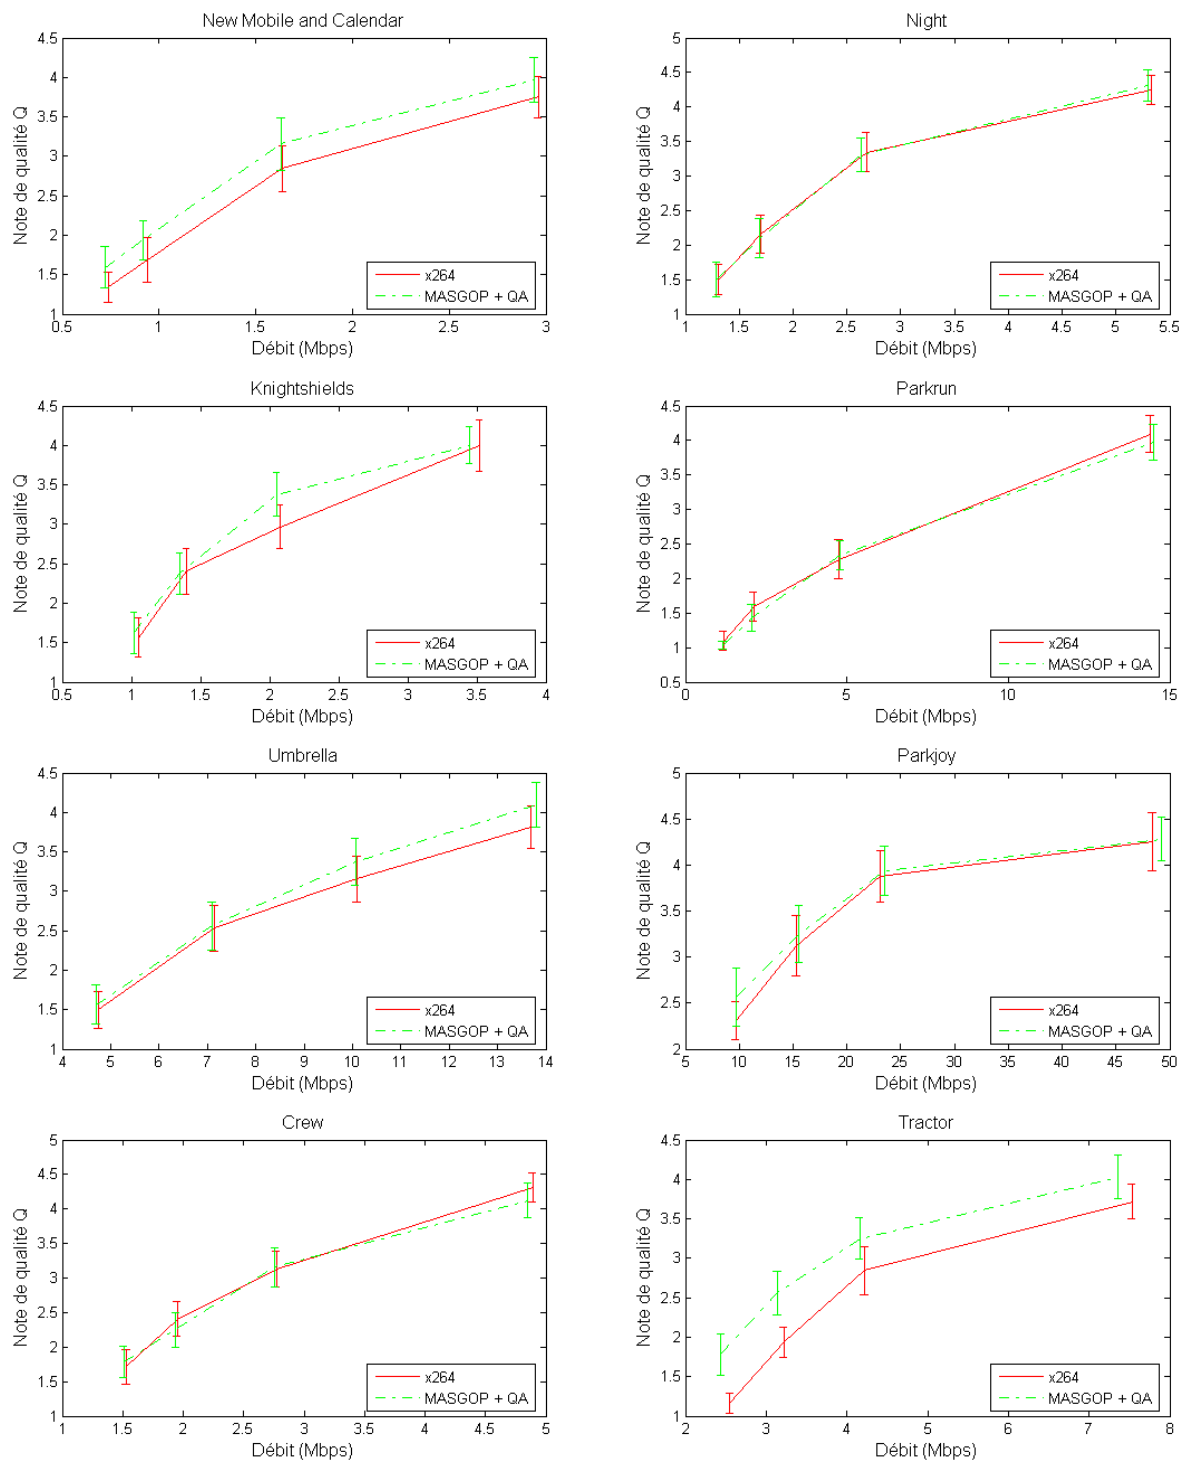 New Mobile and Calendar
Note de qualité Q
4.5
4
3.5
3
2.5
2
1.5
1
0.5 1 1.5 2 2.5 3
Débit (Mbps)
x264
MASGOP + QA
Night
Note de qualité Q
5
4.5
4
3.5
3
2.5
2
1.5
1
1 1.5 2 2.5 3 3.5 4 4.5 5 5.5
Débit (Mbps)
x264
MASGOP + QA
Knightshields
Note de qualité Q
4.5
4
3.5
3
2.5
2
1.5
1
0.5 1 1.5 2 2.5 3 3.5 4
Débit (Mbps)
x264
MASGOP + QA
Parkrun
Note de qualité Q
4.5
4
3.5
3
2.5
2
1.5
1
0.5
0 5 10 15
Débit (Mbps)
x264
MASGOP + QA
Umbrella
Note de qualité Q
4.5
4
3.5
3
2.5
2
1.5
1
4 5 6 7 8 9 10 11 12 13 14
Débit (Mbps)
x264
MASGOP + QA
Parkjoy
Note de qualité Q
5
4.5
4
3.5
3
2.5
2
5 10 15 20 25 30 35 40 45 50
Débit (Mbps)
x264
MASGOP + QA
Crew
Note de qualité Q
5
4.5
4
3.5
3
2.5
2
1.5
1
1 1.5 2 2.5 3 3.5 4 4.5 5
Débit (Mbps)
x264
MASGOP + QA
Tractor
Note de qualité Q
4.5
4
3.5
3
2.5
2
1.5
1
2 3 4 5 6 7 8
Débit (Mbps)
x264
MASGOP + QA